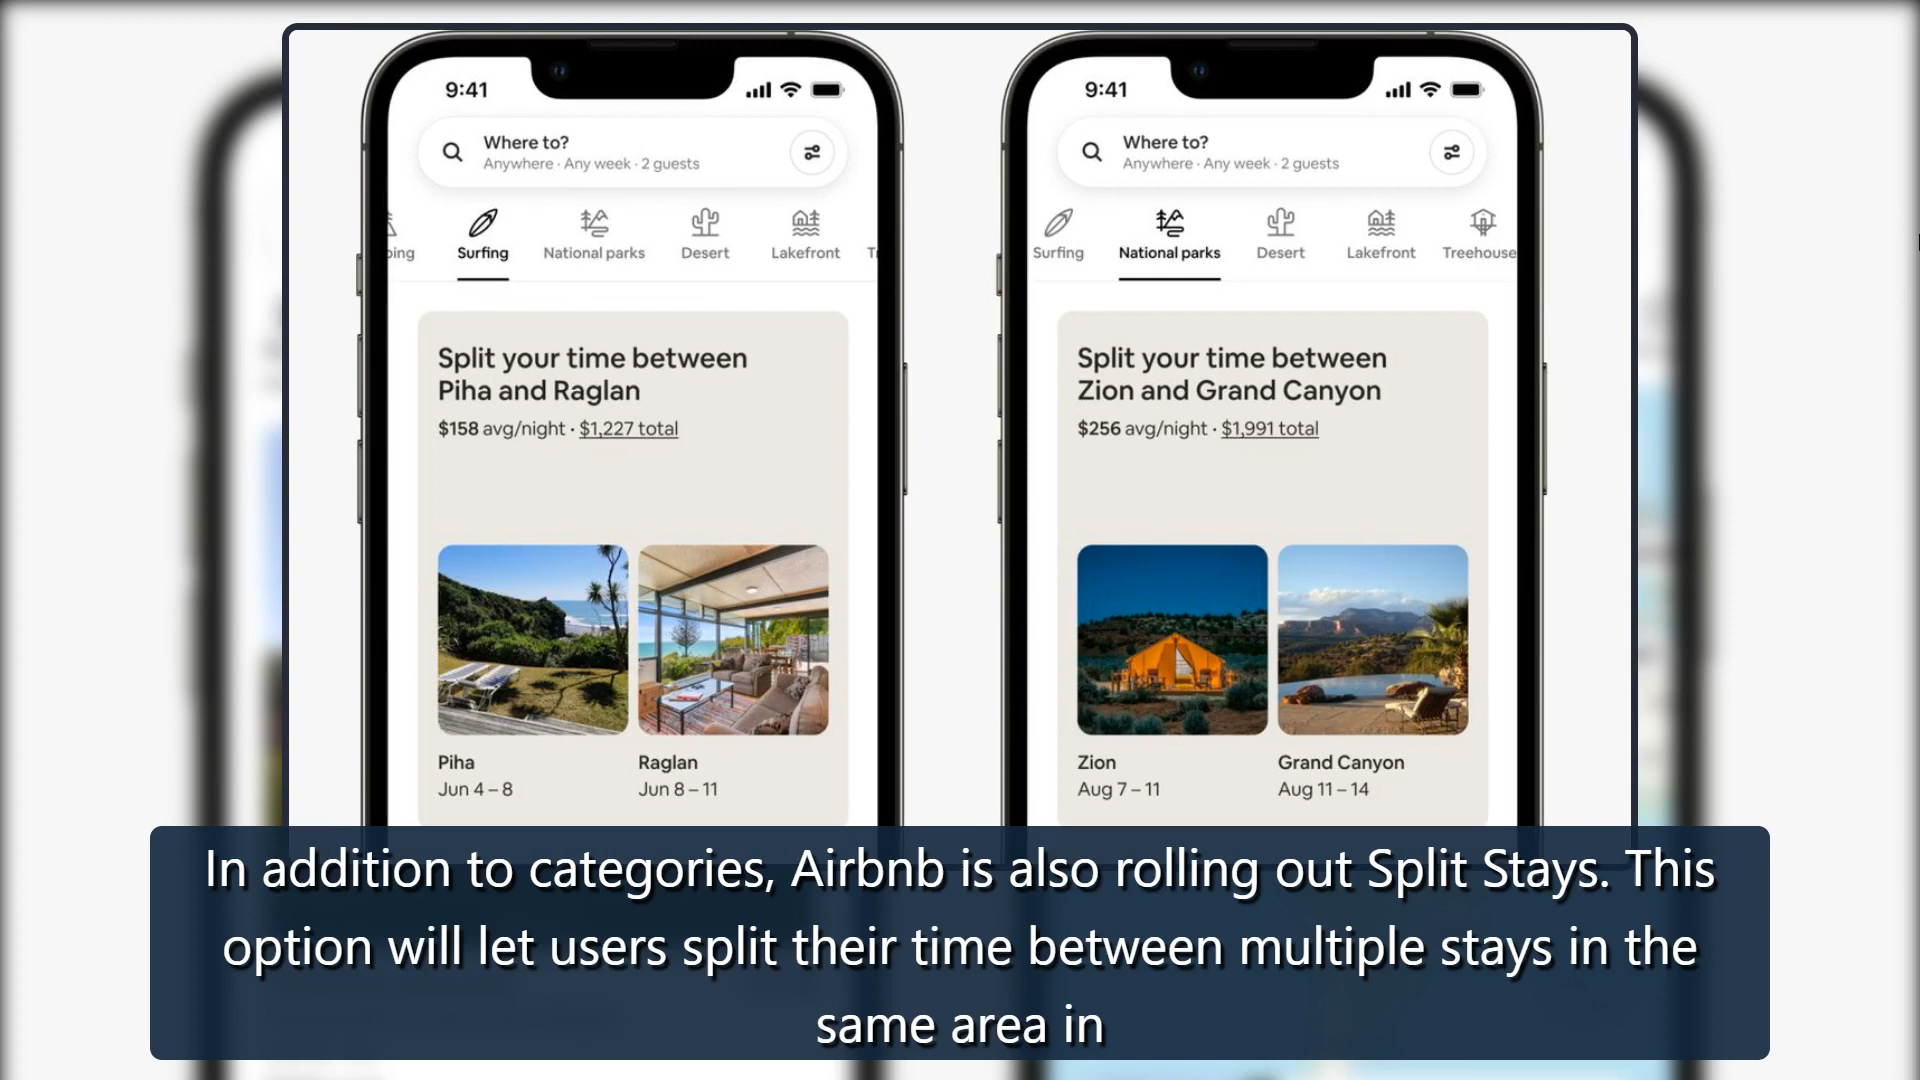 9:41
Where to?
Anywhere · Any week · 2 guests
Surfing
National parks
Desert
Lakefront
Split your time between
Piha and Raglan
$158 avg/night · $1,227 total
Piha
Jun 4 – 8
Raglan
Jun 8 – 11
9:41
Where to?
Anywhere · Any week · 2 guests
Surfing
National parks
Desert
Lakefront
Treehouse
Split your time between
Zion and Grand Canyon
$256 avg/night · $1,991 total
Zion
Aug 7 – 11
Grand Canyon
Aug 11 – 14
In addition to categories, Airbnb is also rolling out Split Stays. This
option will let users split their time between multiple stays in the
same area in